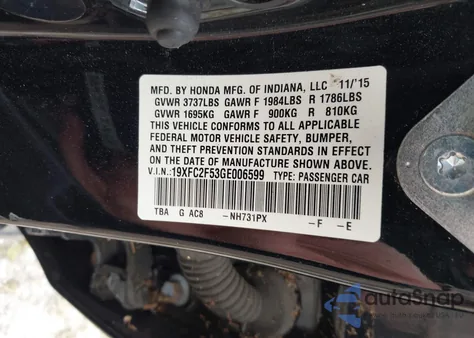 MFD. BY HONDA MFG. OF INDIANA, LLC 11/'15
GVWR 3737LBS GAWR F 1984LBS R 1786LBS
GVWR 1695KG GAWR F 900KG R 810KG
THIS VEHICLE CONFORMS TO ALL APPLICABLE
FEDERAL MOTOR VEHICLE SAFETY, BUMPER,
AND THEFT PREVENTION STANDARDS IN EFFECT
ON THE DATE OF MANUFACTURE SHOWN ABOVE.
V.I.N.:19XFC2F53GE006599 TYPE: PASSENGER CAR
TBA G AC8 -NH731PX -F -E
autoSnap